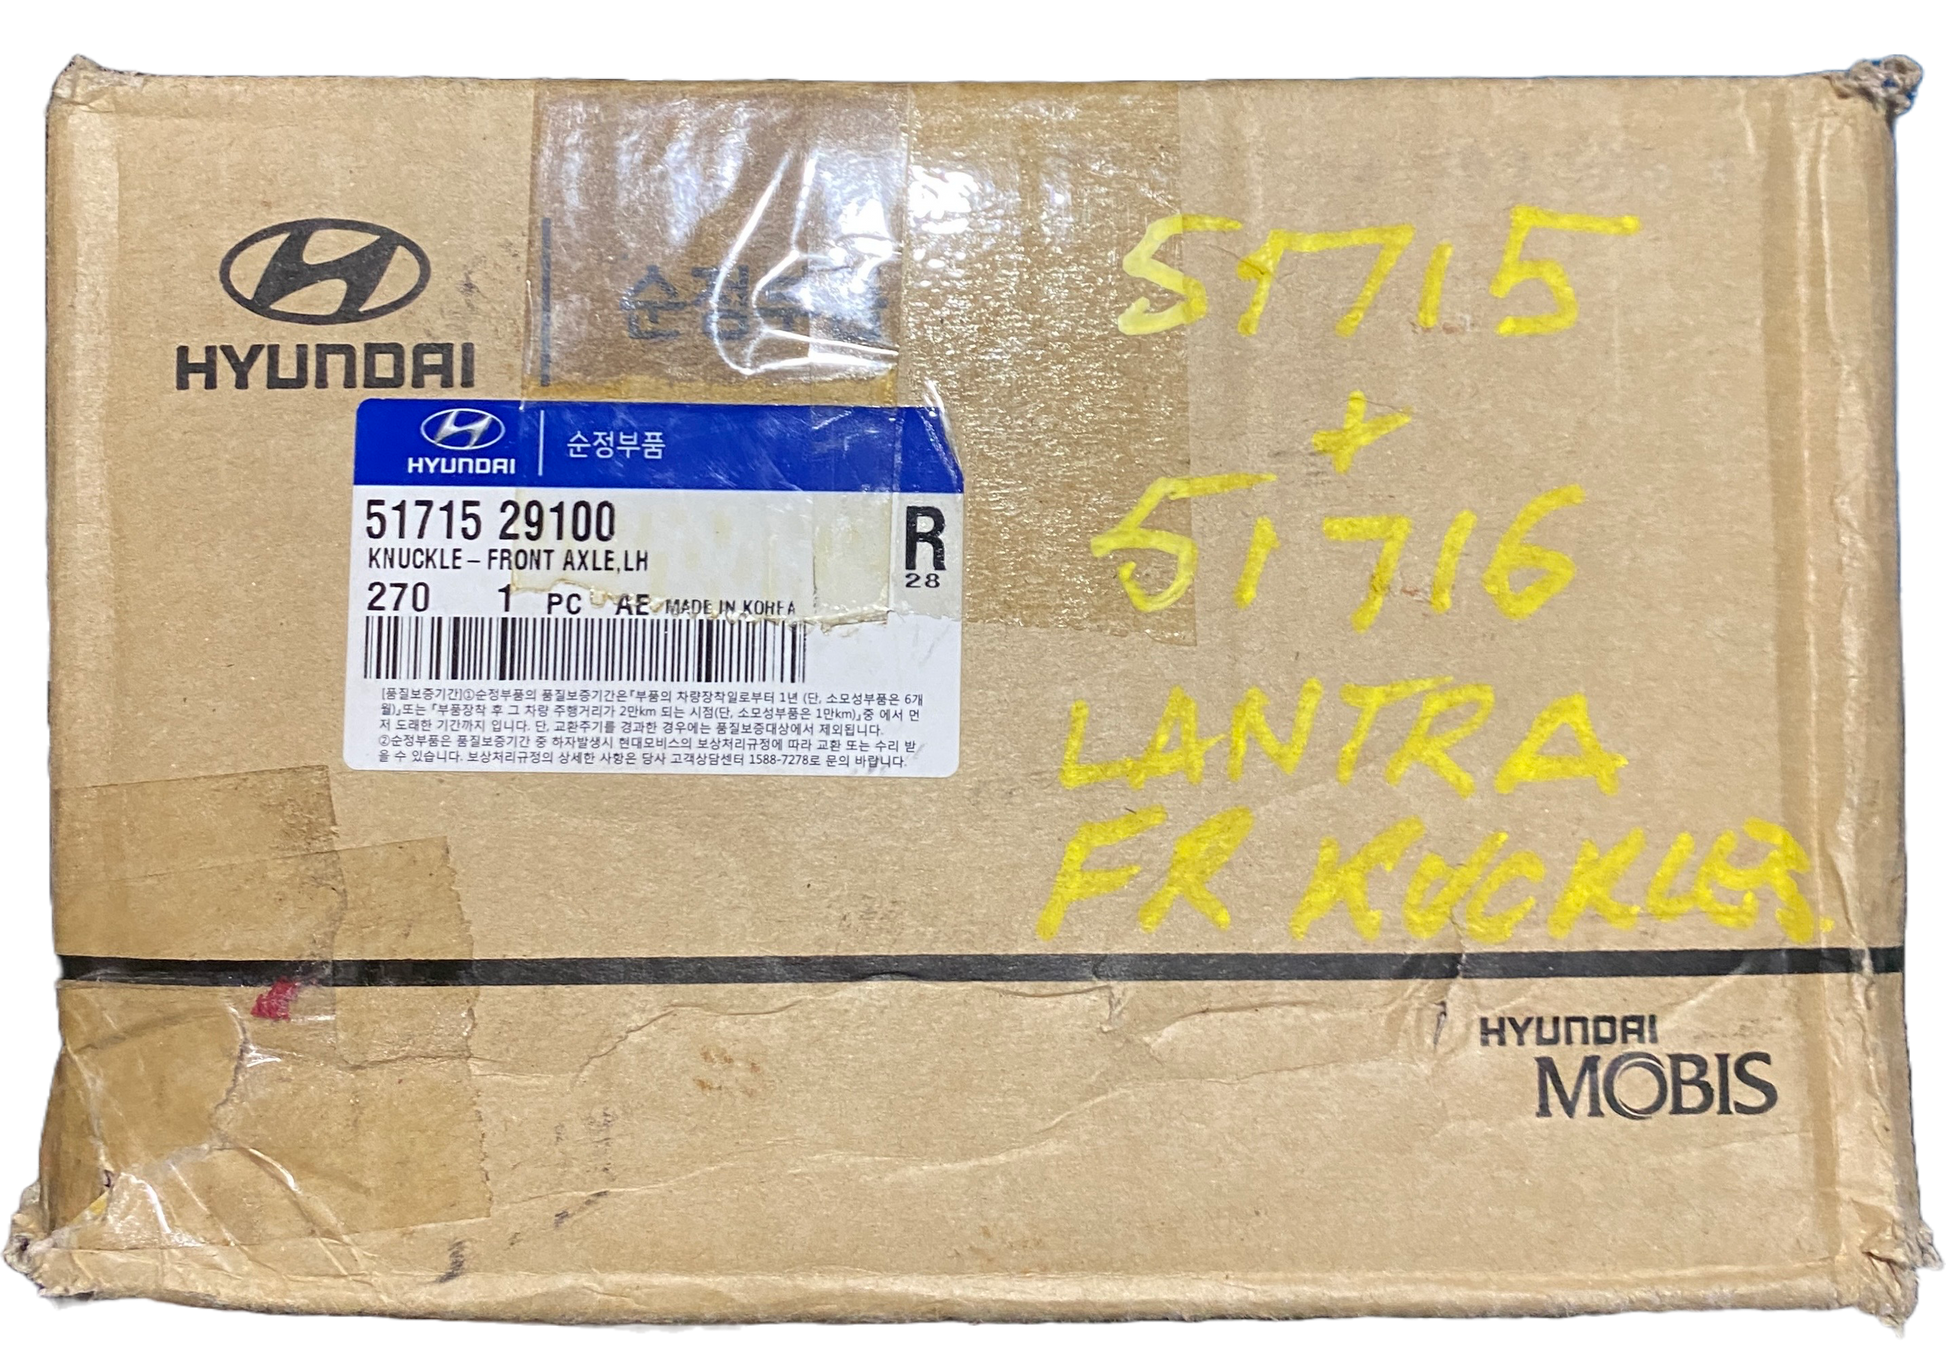 HYUNDAI
순정부품
51715
+
51716
LANTRA
FR KUCKLES.
HYUNDAI
순정부품
51715 29100
R
KNUCKLE-FRONT AXLE,LH
28
270 1 PC AE MADE IN KOREA
[품질보증기간]①순정부품의 품질보증기간은「부품의 차량장착일로부터 1년 (단, 소모성부품은 6개
월)」또는 「부품장착 후 그 차량 주행거리가 2만km 되는 시점(단, 소모성부품은 1만km)」중 에서 먼
저 도래한 기간까지 입니다. 단, 교환주기를 경과한 경우에는 품질보증대상에서 제외됩니다.
②순정부품은 품질보증기간 중 하자발생시 현대모비스의 보상처리규정에 따라 교환 또는 수리 받
을 수 있습니다. 보상처리규정의 상세한 사항은 당사 고객상담센터 1588-7278로 문의 바랍니다.
HYUNDAI
MOBIS